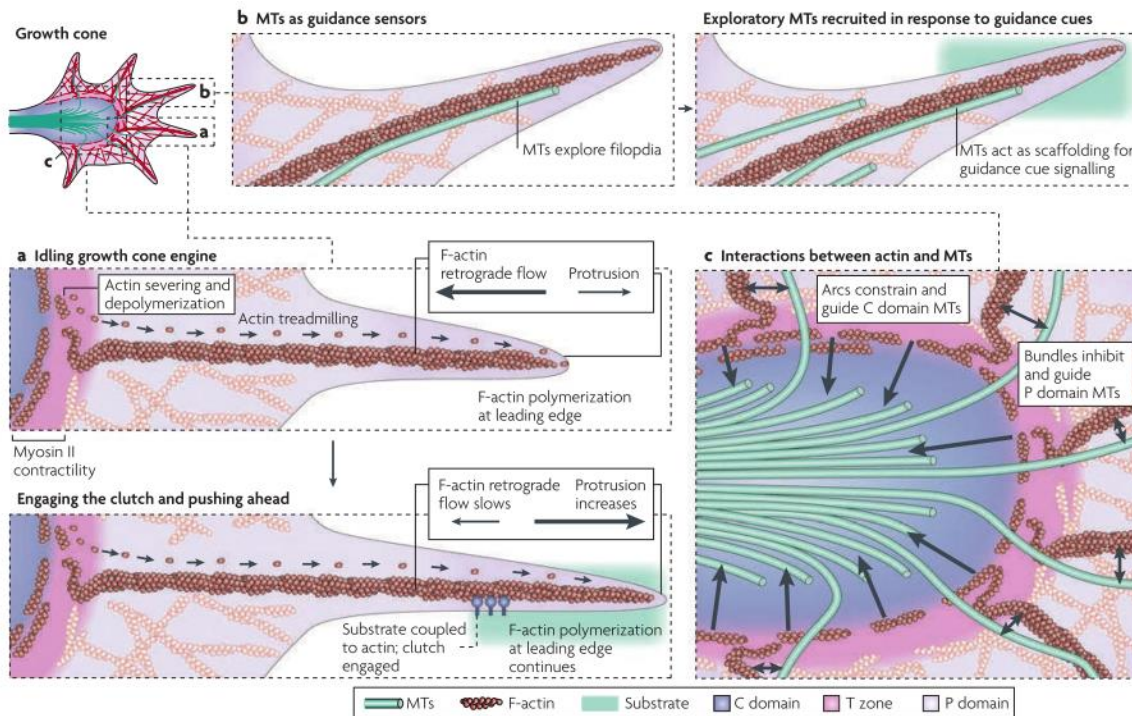 Growth cone
b
a
c
b MTs as guidance sensors
MTs explore filopdia
Exploratory MTs recruited in response to guidance cues
MTs act as scaffolding for
guidance cue signalling
a Idling growth cone engine
Actin severing and
depolymerization
Actin treadmilling
F-actin
retrograde flow
Protrusion
F-actin polymerization
at leading edge
Myosin II
contractility
Engaging the clutch and pushing ahead
F-actin retrograde
flow slows
Protrusion
increases
Substrate coupled
to actin; clutch
engaged
F-actin polymerization
at leading edge
continues
c Interactions between actin and MTs
Arcs constrain and
guide C domain MTs
Bundles inhibit
and guide
P domain MTs
MTs
F-actin
Substrate
C domain
T zone
P domain